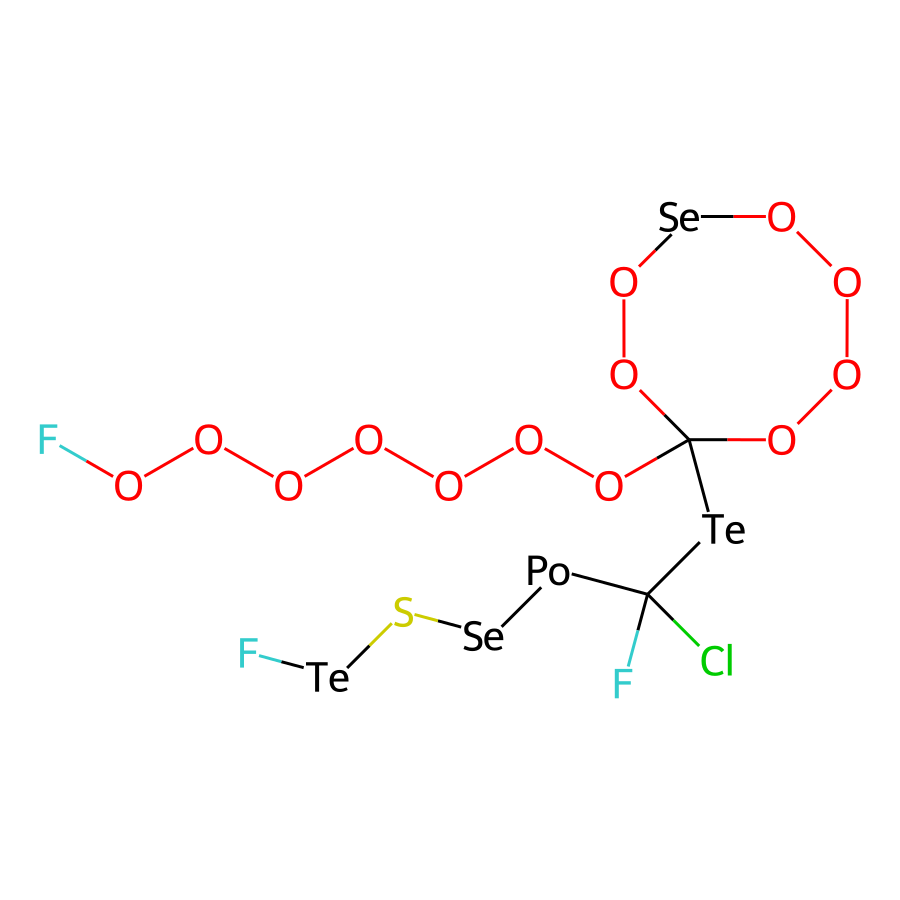 Se O
O O
O O
F O O O O
O O O O
Te
Po
S Se
F Te F Cl